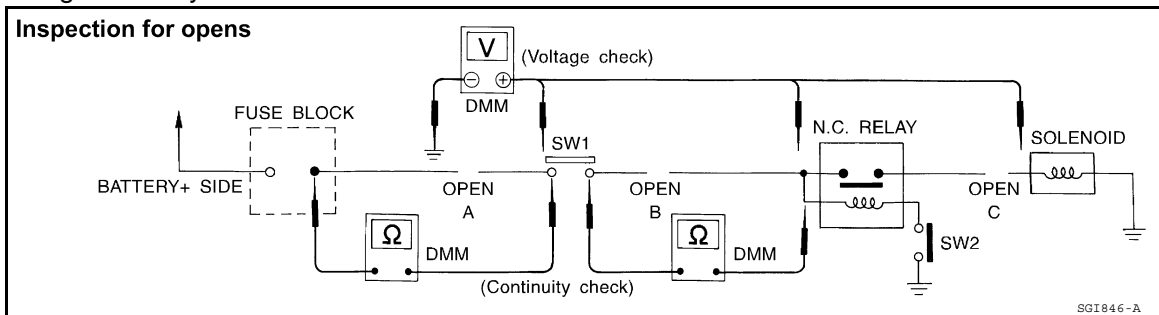 Inspection for opens
V
(Voltage check)
DMM
FUSE BLOCK
SW1
N.C. RELAY
SOLENOID
BATTERY+ SIDE
OPEN
A
OPEN
B
OPEN
C
Ω
DMM
Ω
DMM
SW2
(Continuity check)
SGI846-A